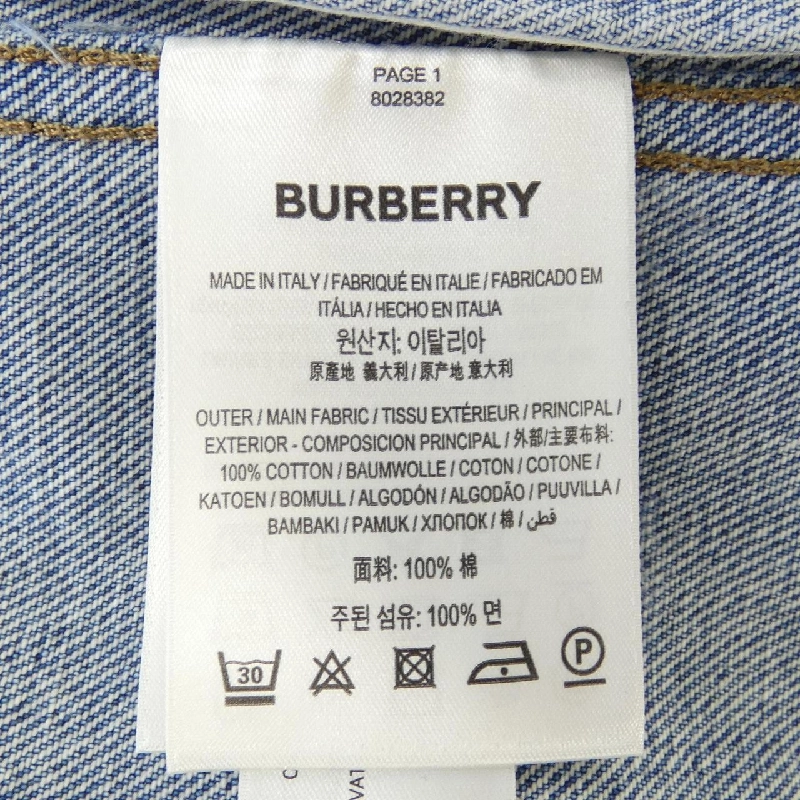 PAGE 1
8028382
BURBERRY
MADE IN ITALY / FABRIQUÉ EN ITALIE / FABRICADO EM
ITÁLIA / HECHO EN ITALIA
원산지: 이탈리아
原產地 義大利 / 原产地 意大利
OUTER / MAIN FABRIC / TISSU EXTÉRIEUR / PRINCIPAL /
EXTERIOR - COMPOSICION PRINCIPAL / 外部/主要布料:
100% COTTON / BAUMWOLLE / COTON / COTONE /
KATOEN / BOMULL / ALGODÓN / ALGODÃO / PUUVILLA /
BAMBAKI / PAMUK / ХЛОПОК / 棉 / قطن
面料: 100% 棉
주된 섬유: 100% 면
30
P